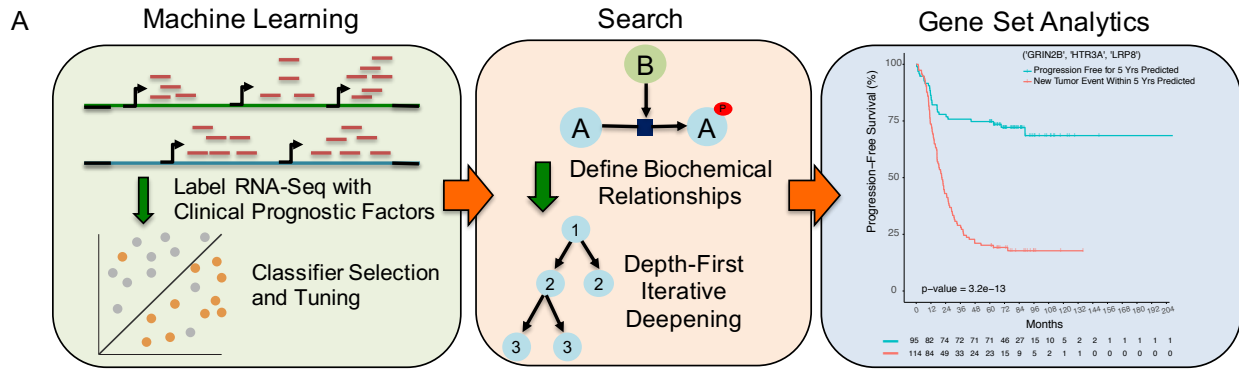 A
Machine Learning
Search
Gene Set Analytics
Label RNA-Seq with
Clinical Prognostic Factors
Classifier Selection
and Tuning
B
A
A
P
Define Biochemical
Relationships
1
2
2
3
3
Depth-First
Iterative
Deepening
('GRIN2B', 'HTR3A', 'LRP8')
Progression Free for 5 Yrs Predicted
New Tumor Event Within 5 Yrs Predicted
Progression–Free Survival (%)
100
75
50
25
0
p–value = 3.2e–13
0 12 24 36 48 60 72 84 96 108 120 132 144 156 168 180 192 204
Months
95 82 74 72 71 71 46 27 15 10 5 2 2 1 1 1 1 1
114 84 49 33 24 23 15 9 5 2 1 1 0 0 0 0 0 0